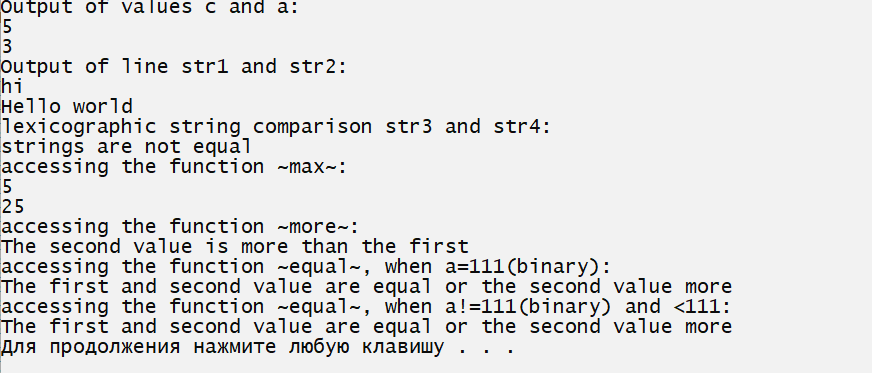 Output of values c and a:
5
3
Output of line str1 and str2:
hi
Hello world
lexicographic string comparison str3 and str4:
strings are not equal
accessing the function ~max~:
5
25
accessing the function ~more~:
The second value is more than the first
accessing the function ~equal~, when a=111(binary):
The first and second value are equal or the second value more
accessing the function ~equal~, when a!=111(binary) and <111:
The first and second value are equal or the second value more
Для продолжения нажмите любую клавишу . . .